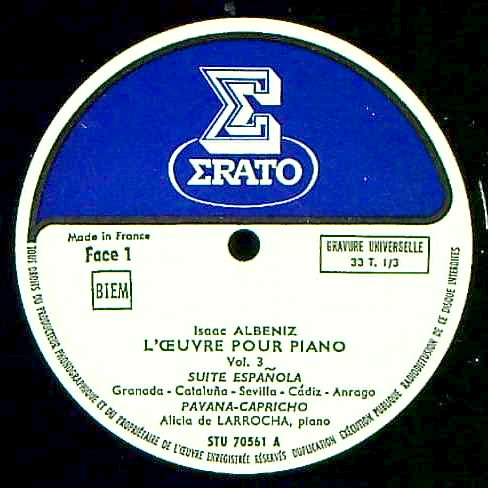 Σ
ΣRATO
Made in France
Face 1
BIEM
GRAVURE UNIVERSELLE
33 T. 1/3
Isaac ALBENIZ
L'ŒUVRE POUR PIANO
Vol. 3
SUITE ESPAÑOLA
Granada - Cataluña - Sevilla - Cádiz - Anrago
PAVANA-CAPRICHO
Alicia de LARROCHA, piano
STU 70561 A
TOUS DROITS DU PRODUCTEUR PHONOGRAPHIQUE ET DU PROPRIÉTAIRE DE L'ŒUVRE ENREGISTRÉE RÉSERVÉS DUPLICATION EXÉCUTION PUBLIQUE RADIODIFFUSION DE CE DISQUE INTERDITES